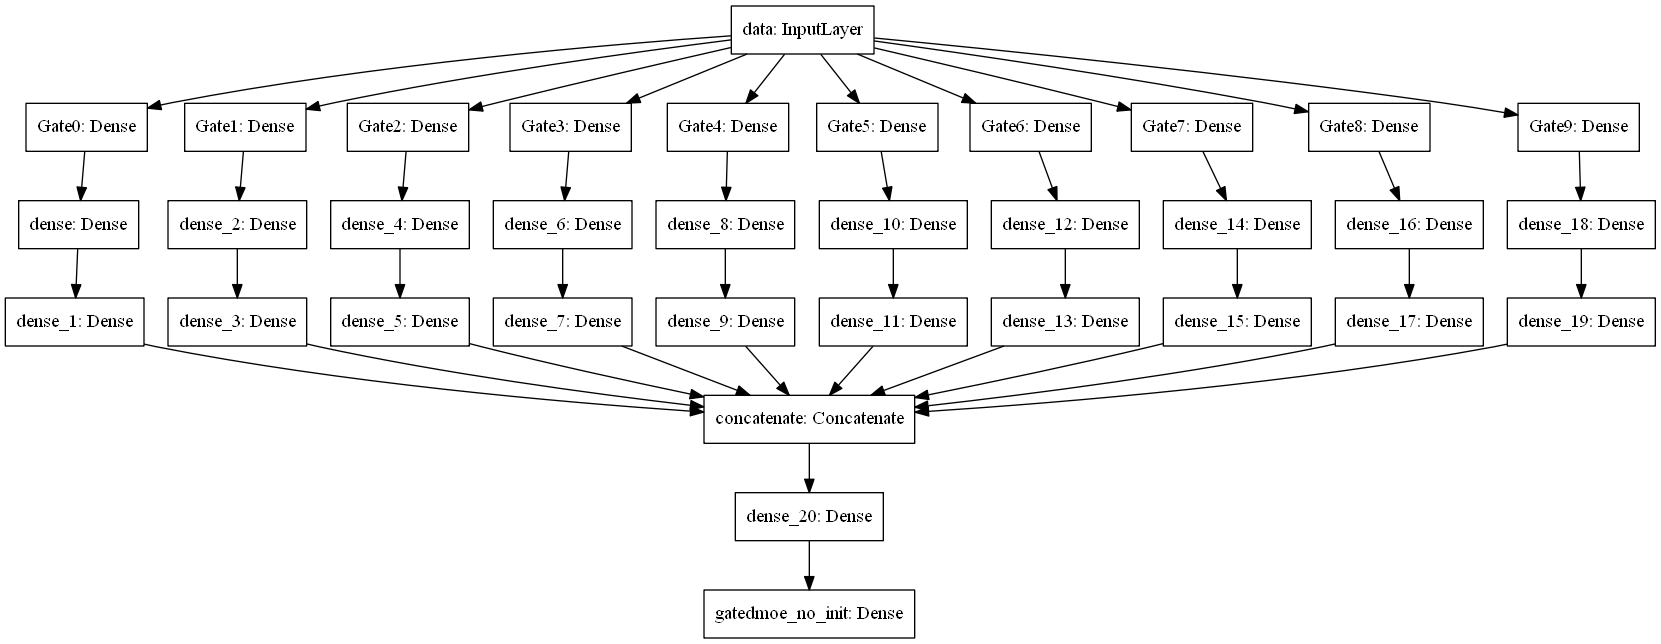 data: InputLayer
Gate0: Dense
Gate1: Dense
Gate2: Dense
Gate3: Dense
Gate4: Dense
Gate5: Dense
Gate6: Dense
Gate7: Dense
Gate8: Dense
Gate9: Dense
dense: Dense
dense_2: Dense
dense_4: Dense
dense_6: Dense
dense_8: Dense
dense_10: Dense
dense_12: Dense
dense_14: Dense
dense_16: Dense
dense_18: Dense
dense_1: Dense
dense_3: Dense
dense_5: Dense
dense_7: Dense
dense_9: Dense
dense_11: Dense
dense_13: Dense
dense_15: Dense
dense_17: Dense
dense_19: Dense
concatenate: Concatenate
dense_20: Dense
gatedmoe_no_init: Dense